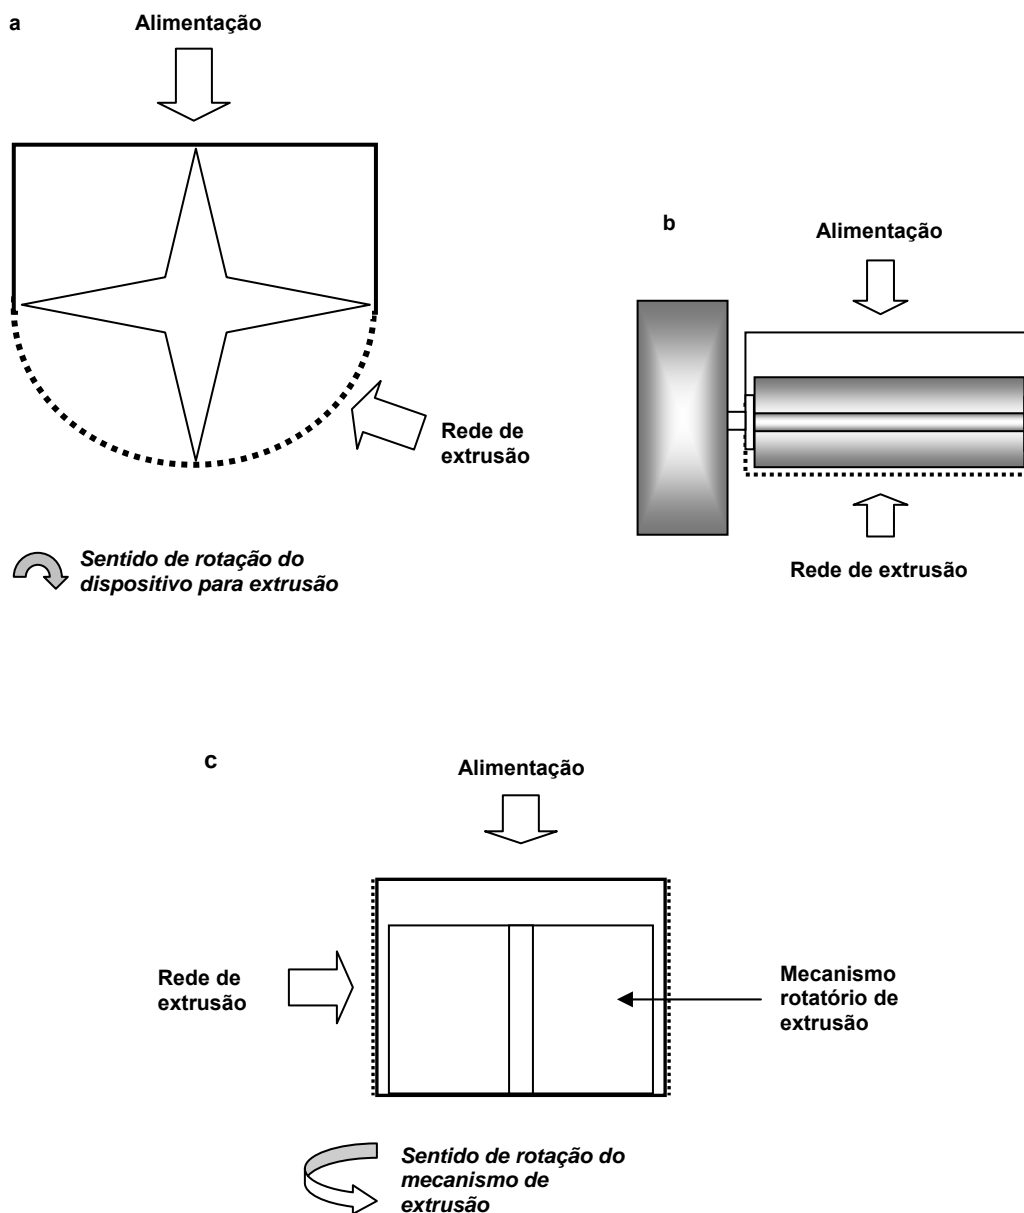 a
Alimentação
Rede de
extrusão
Sentido de rotação do
dispositivo para extrusão
b
Alimentação
Rede de extrusão
c
Alimentação
Rede de
extrusão
Mecanismo
rotatório de
extrusão
Sentido de rotação do
mecanismo de
extrusão